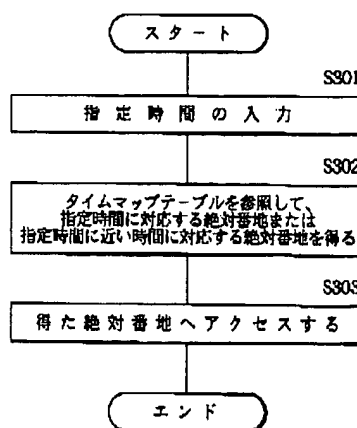 スタート
S301
指定時間の入力
S302
タイムマップテーブルを参照して、
指定時間に対応する絶対番地または
指定時間に近い時間に対応する絶対番地を得る
S303
得た絶対番地へアクセスする
エンド